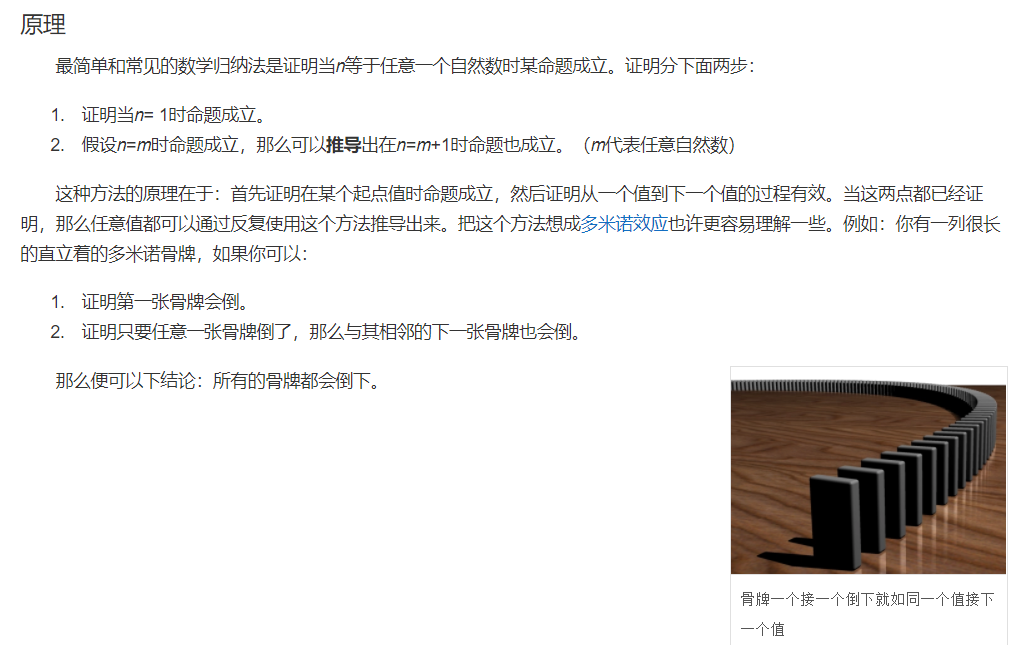 原理
最简单和常见的数学归纳法是证明当n等于任意一个自然数时某命题成立。证明分下面两步：
1. 证明当n= 1时命题成立。
2. 假设n=m时命题成立，那么可以推导出在n=m+1时命题也成立。（m代表任意自然数）
这种方法的原理在于：首先证明在某个起点值时命题成立，然后证明从一个值到下一个值的过程有效。当这两点都已经证
明，那么任意值都可以通过反复使用这个方法推导出来。把这个方法想成多米诺效应也许更容易理解一些。例如：你有一列很长
的直立着的多米诺骨牌，如果你可以：
1. 证明第一张骨牌会倒。
2. 证明只要任意一张骨牌倒了，那么与其相邻的下一张骨牌也会倒。
那么便可以下结论：所有的骨牌都会倒下。
骨牌一个接一个倒下就如同一个值接下
一个值